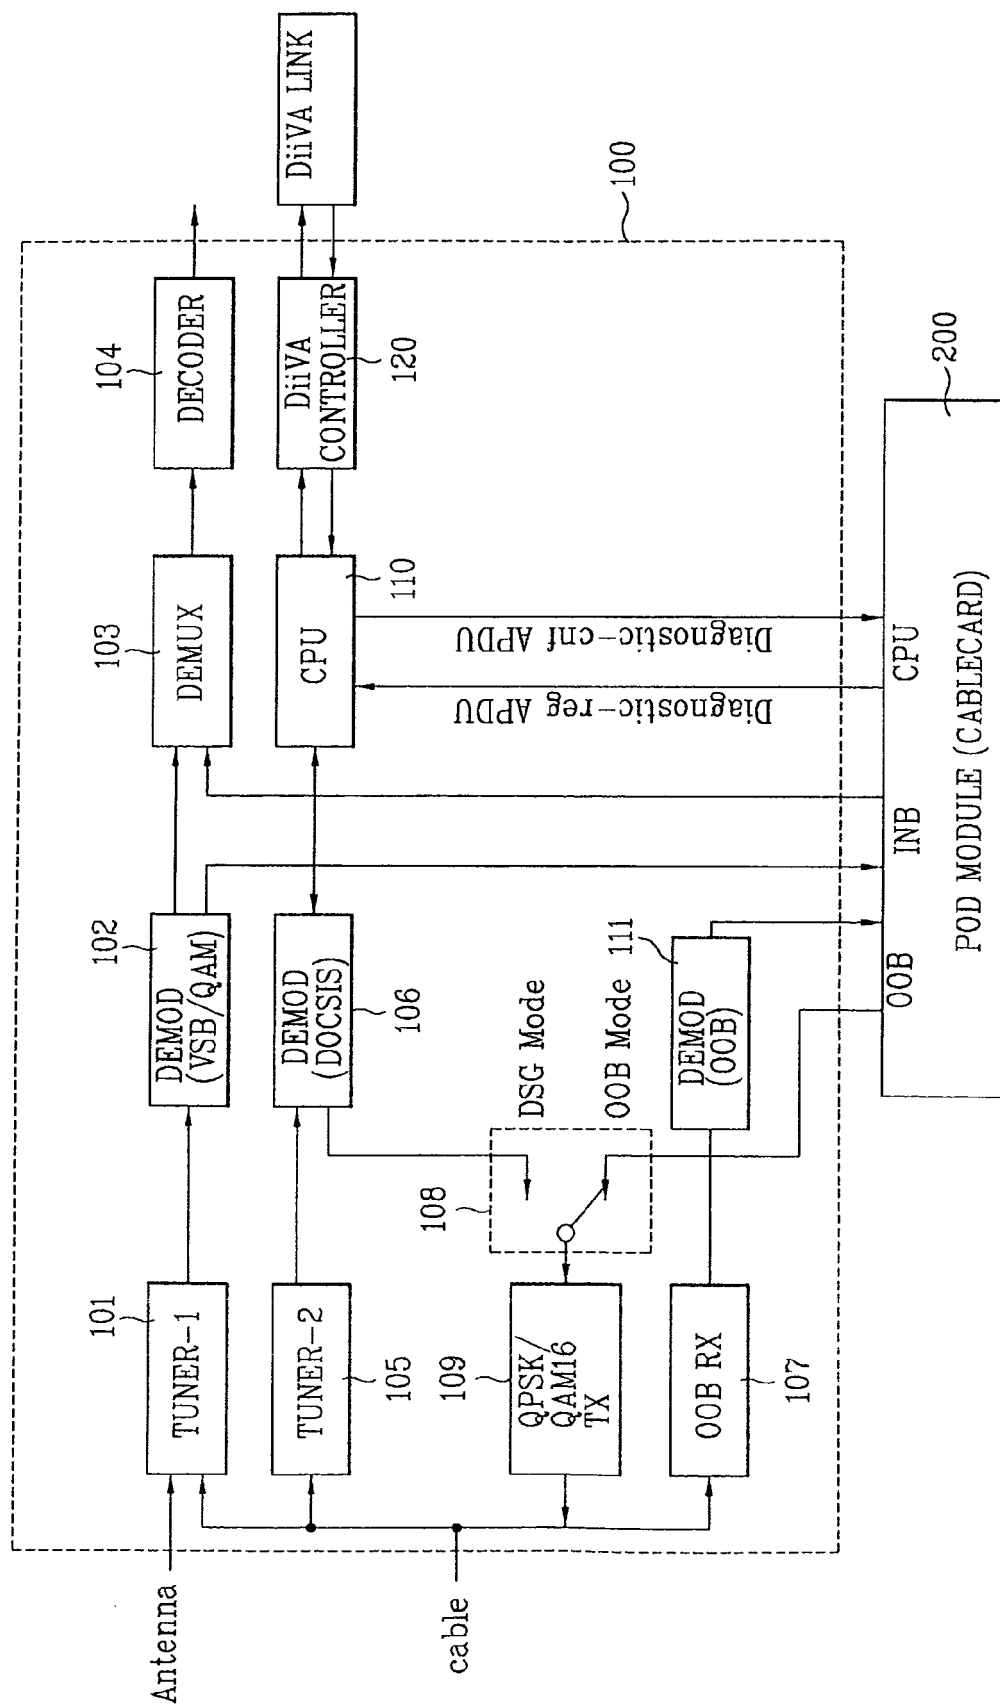 Antenna
cable
101
TUNER-1
102
DEMOD
(VSB/QAM)
103
DEMUX
104
DECODER
TUNER-2
105
DEMOD
(DOCSIS)
106
CPU
110
DiiVA
CONTROLLER
120
DiiVA LINK
100
109
QPSK/
QAM16
TX
108
DSG Mode
OOB Mode
OOB RX
107
111
DEMOD
(OOB)
Diagnostic-reg APDU
Diagnostic-cnf APDU
OOB
INB
CPU
200
POD MODULE (CABLECARD)